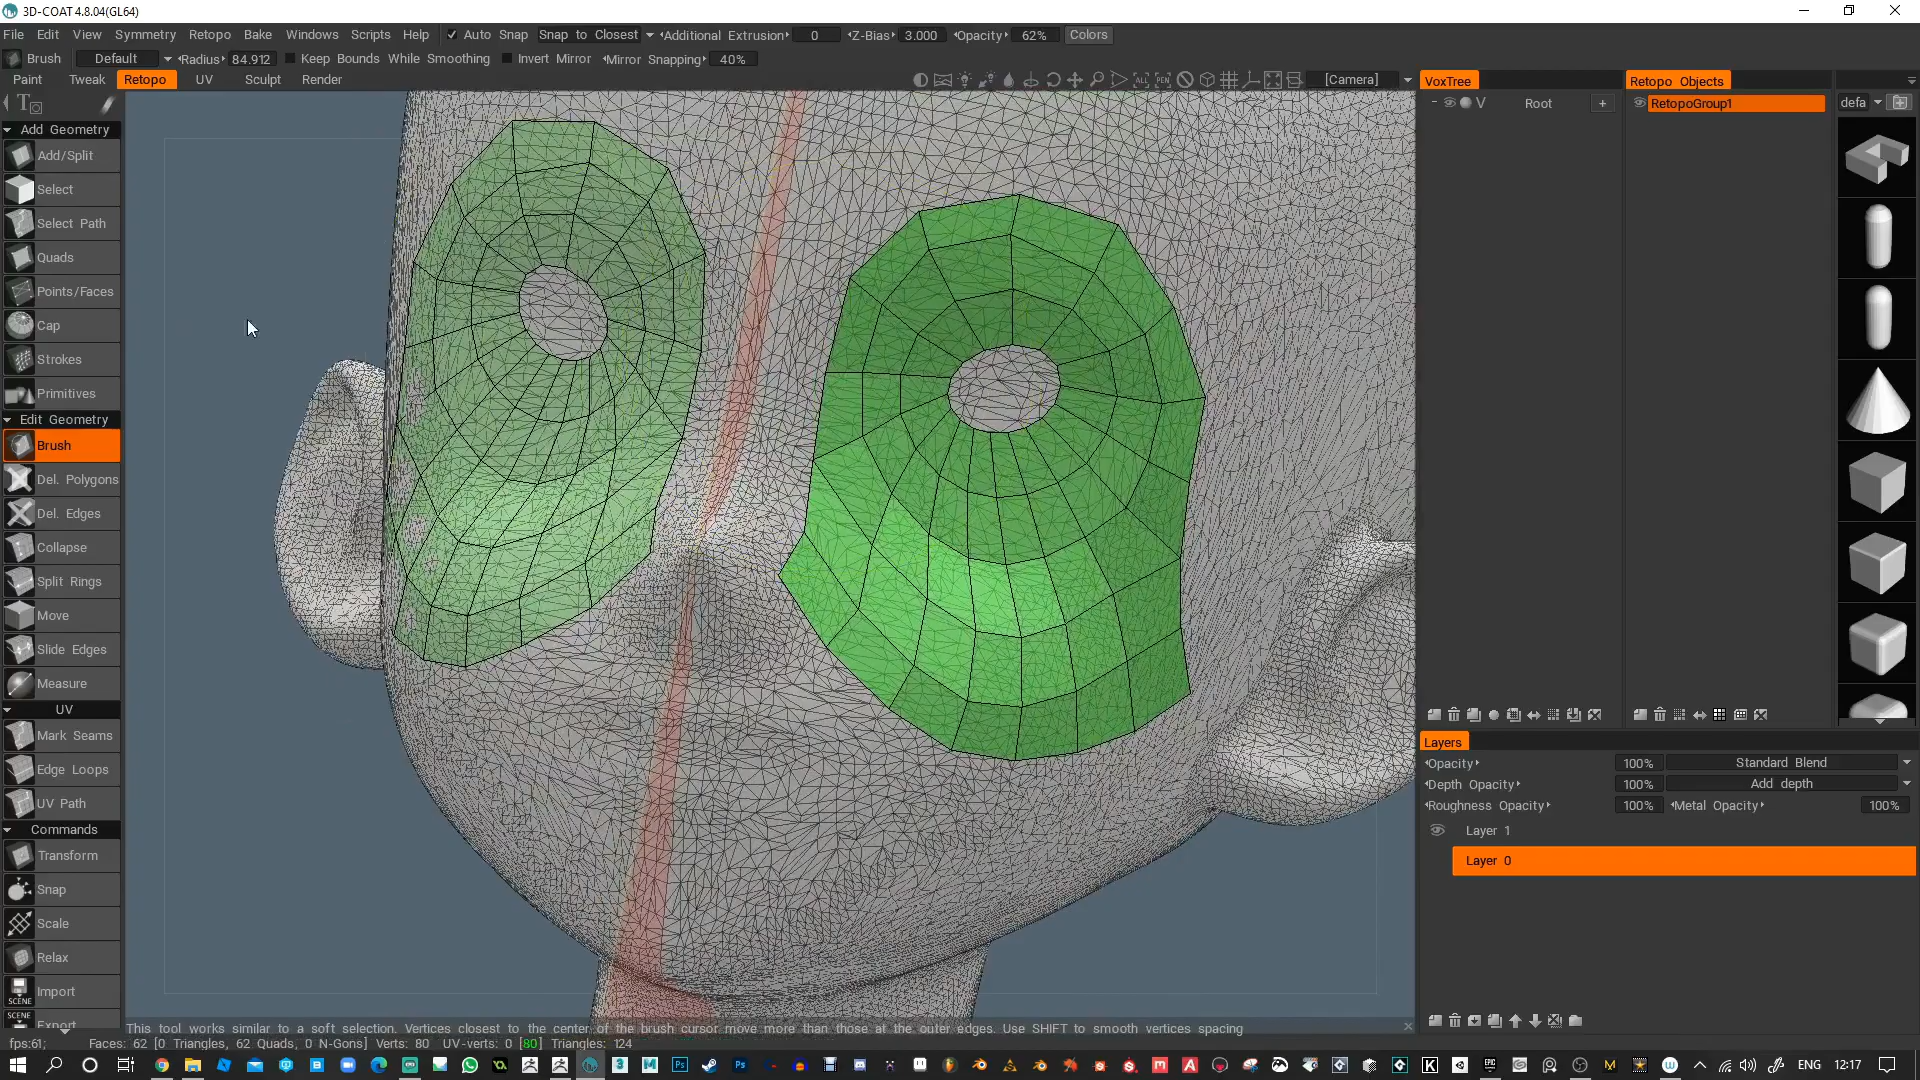 3D-COAT 4.8.04(GL64)
File Edit View Symmetry Retopo Bake Windows Scripts Help Auto Snap Snap to Closest Additional Extrusion 0 Z-Bias 3.000 Opacity 62% Colors
Brush Default Radius 84.912 Keep Bounds While Smoothing Invert Mirror Mirror Snapping 40%
Paint Tweak Retopo UV Sculpt Render ALL PEN [Camera] VoxTree Retopo Objects
V Root + RetopoGroup1 defa
Add Geometry
Add/Split
Select
Select Path
Quads
Points/Faces
Cap
Strokes
Primitives
Edit Geometry
Brush
Del. Polygons
Del. Edges
Collapse
Split Rings
Move
Slide Edges
Measure
UV
Mark Seams
Edge Loops
UV Path
Commands
Transform
Snap
Scale
Relax
Import
SCENE
Export
SCENE
Layers
Opacity 100% Standard Blend
Depth Opacity 100% Add depth
Roughness Opacity 100% Metal Opacity 100%
Layer 1
Layer 0
This tool works similar to a soft selection. Vertices closest to the center of the brush cursor move more than those at the outer edges. Use SHIFT to smooth vertices spacing
fps:61; Faces: 62 [0 Triangles, 62 Quads, 0 N-Gons] Verts: 80 UV-verts: 0 [80] Triangles: 124
ENG 12:17